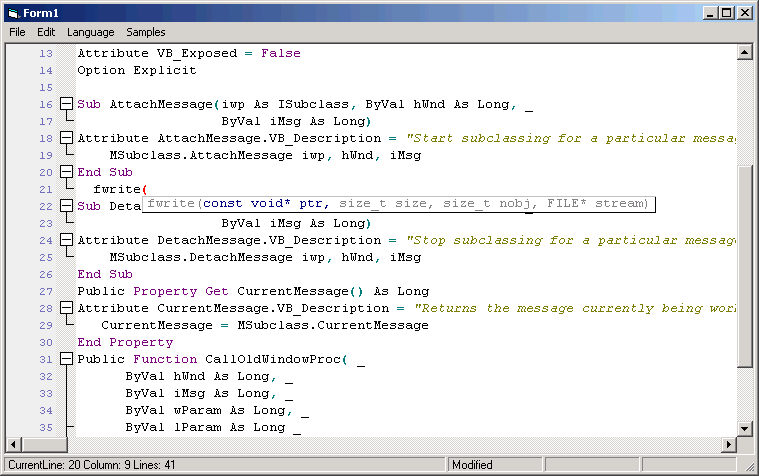 Form1
File Edit Language Samples
13 Attribute VB_Exposed = False
14 Option Explicit
15
16 Sub AttachMessage(iwp As ISubclass, ByVal hWnd As Long, _
17 ByVal iMsg As Long)
18 Attribute AttachMessage.VB_Description = "Start subclassing for a particular messag
19 MSubclass.AttachMessage iwp, hWnd, iMsg
20 End Sub
21 fwrite(
fwrite(const void* ptr, size_t size, size_t nobj, FILE* stream)
22 Sub Deta
23 ByVal iMsg As Long)
24 Attribute DetachMessage.VB_Description = "Stop subclassing for a particular message
25 MSubclass.DetachMessage iwp, hWnd, iMsg
26 End Sub
27 Public Property Get CurrentMessage() As Long
28 Attribute CurrentMessage.VB_Description = "Returns the message currently being work
29 CurrentMessage = MSubclass.CurrentMessage
30 End Property
31 Public Function CallOldWindowProc( _
32 ByVal hWnd As Long, _
33 ByVal iMsg As Long, _
34 ByVal wParam As Long, _
35 ByVal lParam As Long _
CurrentLine: 20 Column: 9 Lines: 41 Modified